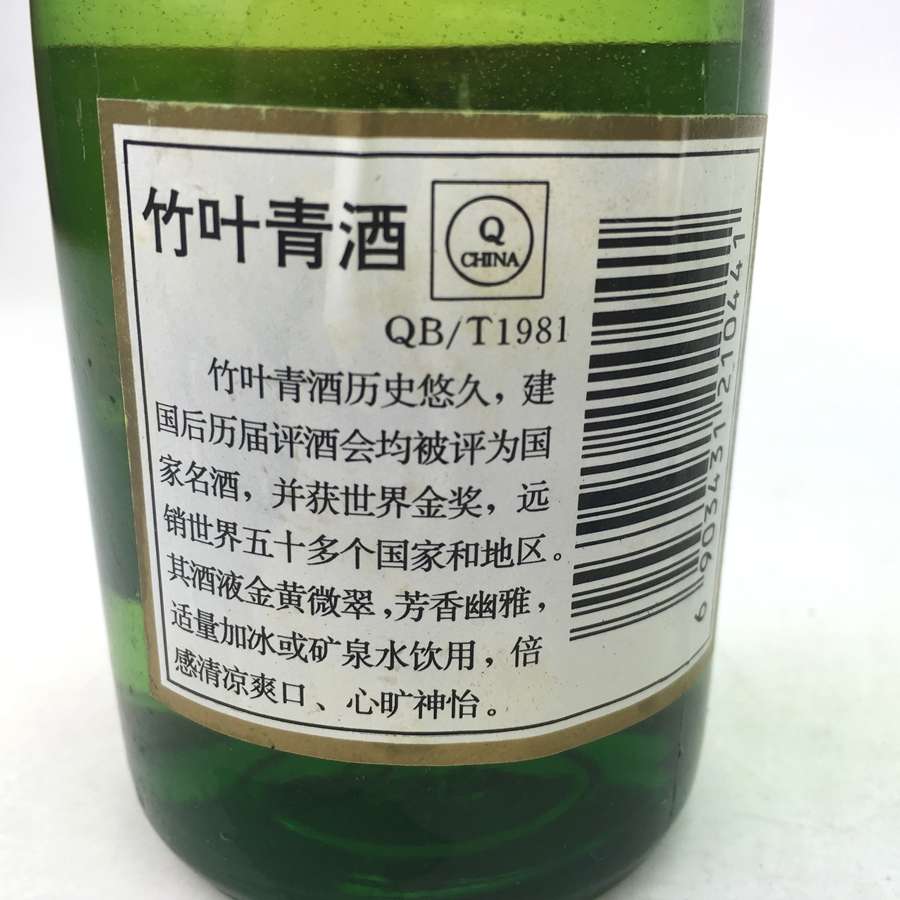 竹叶青酒
Q
CHINA
QB/T1981
竹叶青酒历史悠久，建
国后历届评酒会均被评为国
家名酒，并获世界金奖，远
销世界五十多个国家和地区。
其酒液金黄微翠，芳香幽雅，
适量加冰或矿泉水饮用，倍
感清凉爽口、心旷神怡。
6 903431 210441